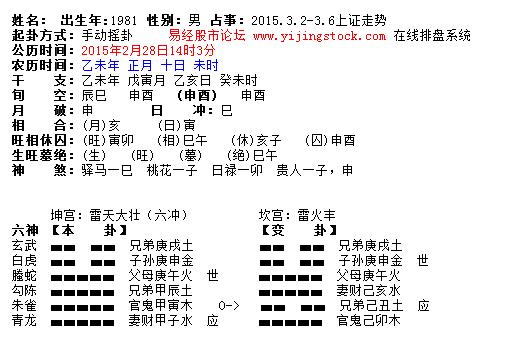 姓名： 出生年:1981 性别：男 占事：2015.3.2-3.6上证走势
起卦方式：手动摇卦 易经股市论坛 www.yijingstock.com 在线排盘系统
公历时间：2015年2月28日14时3分
农历时间：乙未年 正月 十日 未时
干 支：乙未年 戊寅月 乙亥日 癸未时
旬 空：辰巳 申酉 (申酉) 申酉
月 破：申 日 冲：巳
相 合：(月)亥 (日)寅
旺相休囚：(旺)寅卯 (相)巳午 (休)亥子 (囚)申酉
生旺墓绝：(生) (旺) (墓) (绝)巳午
神 煞：驿马—巳 桃花—子 日禄—卯 贵人—子，申
坤宫：雷天大壮（六冲） 坎宫：雷火丰
六神【本 卦】 【变 卦】
玄武 兄弟庚戌土 兄弟庚戌土
白虎 子孙庚申金 子孙庚申金 世
螣蛇 父母庚午火 世 父母庚午火
勾陈 兄弟甲辰土 妻财己亥水
朱雀 官鬼甲寅木 O-> 兄弟己丑土 应
青龙 妻财甲子水 应 官鬼己卯木